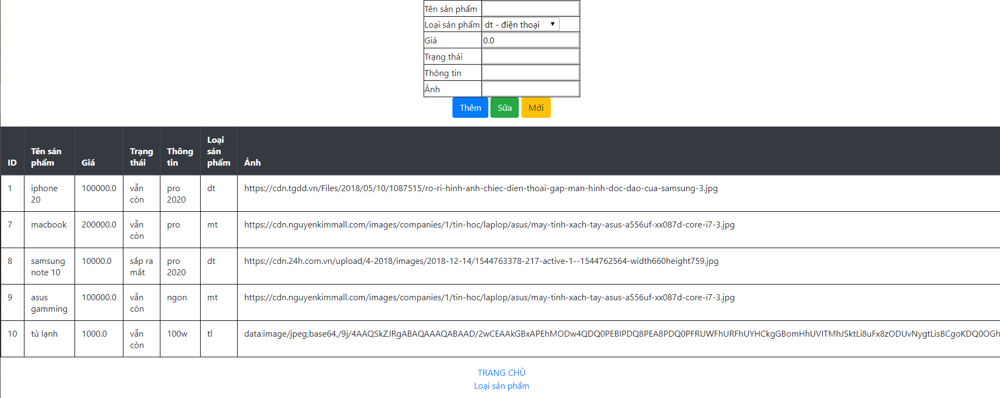 Tên sản phẩm
Loại sản phẩm dt - điện thoại
Giá 0.0
Trạng thái
Thông tin
Ảnh
Thêm Sửa Mới
ID Tên sản phẩm Giá Trạng thái Thông tin Loại sản phẩm Ảnh
1 iphone 20 100000.0 vẫn còn pro 2020 dt https://cdn.tgdd.vn/Files/2018/05/10/1087515/ro-ri-hinh-anh-chiec-dien-thoai-gap-man-hinh-doc-dao-cua-samsung-3.jpg
7 macbook 200000.0 vẫn còn pro mt https://cdn.nguyenkimmall.com/images/companies/1/tin-hoc/laplop/asus/may-tinh-xach-tay-asus-a556uf-xx087d-core-i7-3.jpg
8 samsung note 10 10000.0 sắp ra mắt pro 2020 dt https://cdn.24h.com.vn/upload/4-2018/images/2018-12-14/1544763378-217-active-1--1544762564-width660height759.jpg
9 asus gamming 100000.0 vẫn còn ngon mt https://cdn.nguyenkimmall.com/images/companies/1/tin-hoc/laplop/asus/may-tinh-xach-tay-asus-a556uf-xx087d-core-i7-3.jpg
10 tủ lạnh 1000.0 vẫn còn 100w tl data:image/jpeg;base64,/9j/4AAQSkZJRgABAQAAAQABAAD/2wCEAAkGBxAPEhMODw4QDQ0PEBIPDQ8PEA8PDQ0PFRUWFhURFhUYHCkgGBomHhUVITMhJSktLi8uFx8zODUvNygtLisBCgoKDQ0OGh
TRANG CHỦ
Loại sản phẩm